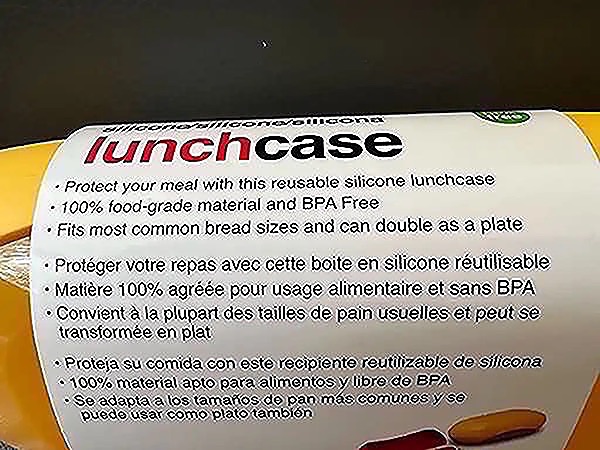 silicone/silicone/silicona
lunchcase
• Protect your meal with this reusable silicone lunchcase
• 100% food-grade material and BPA Free
• Fits most common bread sizes and can double as a plate
• Protéger votre repas avec cette boite en silicone réutilisable
• Matière 100% agréée pour usage alimentaire et sans BPA
• Convient à la plupart des tailles de pain usuelles et peut se
transformée en plat
• Proteja su comida con este recipiente reutilizable de silicona
• 100% material apto para alimentos y libre de BPA
• Se adapta a los tamaños de pan más comunes y se
puede usar como plato también